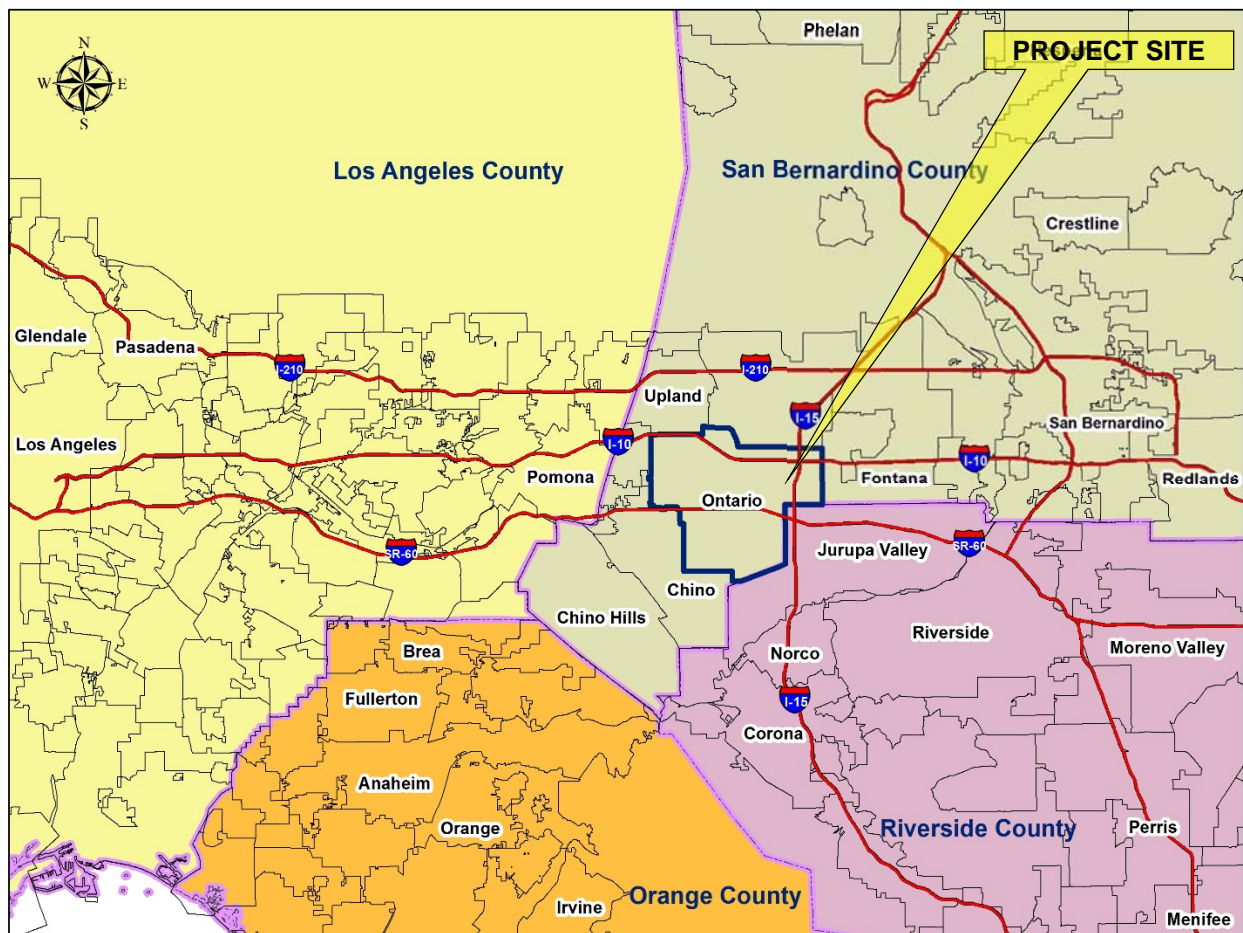 Phelan
PROJECT SITE
N
W E
S
Los Angeles County
San Bernardino County
Crestline
Glendale
Pasadena
I-210
I-210
Upland
I-15
Los Angeles
San Bernardino
I-10
Pomona
I-10
Fontana
Redlands
Ontario
SR-60
Jurupa Valley
SR-60
Chino
Chino Hills
Riverside
Moreno Valley
Brea
Norco
Fullerton
I-15
Corona
Anaheim
Orange
Riverside County
Perris
Orange County
Irvine
Menifee